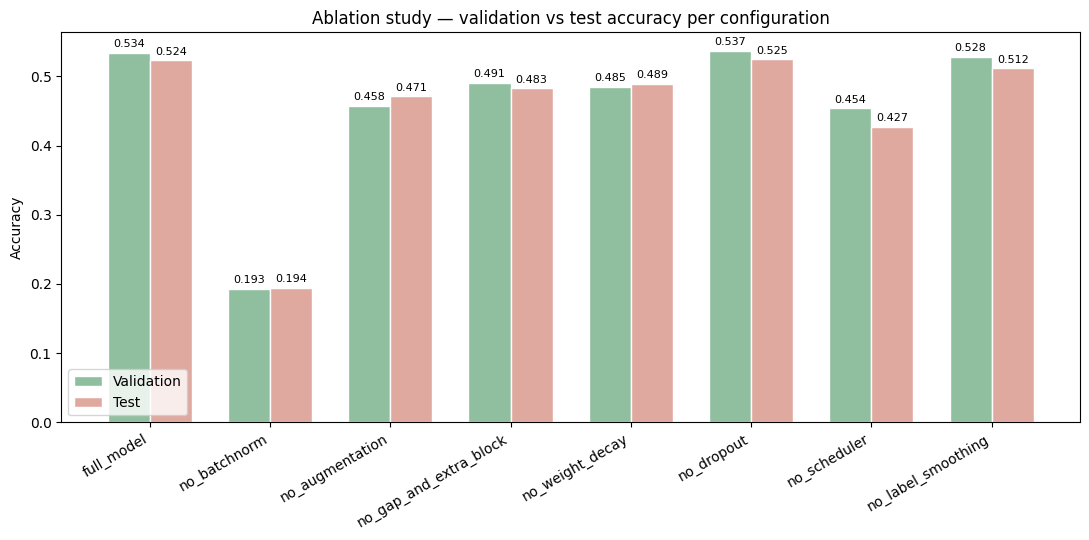 Ablation study — validation vs test accuracy per configuration
Accuracy
0.5
0.4
0.3
0.2
0.1
0.0
0.534
0.524
0.193
0.194
0.458
0.471
0.491
0.483
0.485
0.489
0.537
0.525
0.454
0.427
0.528
0.512
Validation
Test
full_model
no_batchnorm
no_augmentation
no_gap_and_extra_block
no_weight_decay
no_dropout
no_scheduler
no_label_smoothing